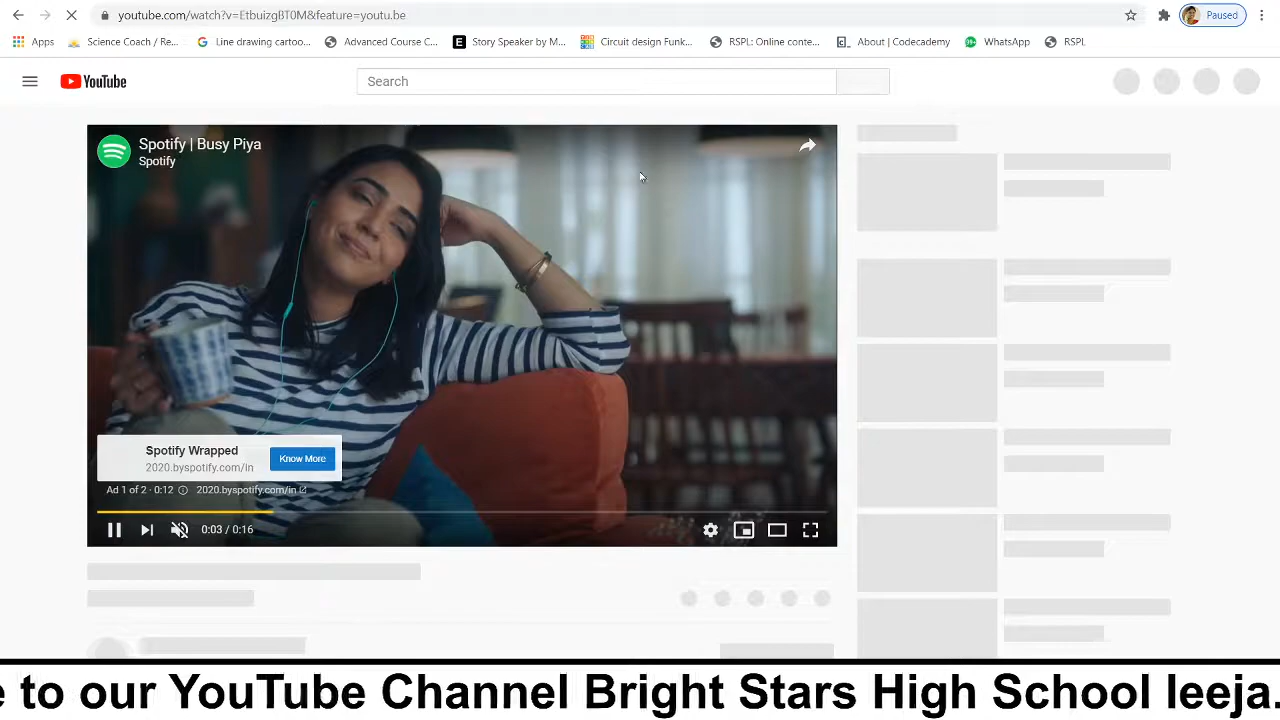 youtube.com/watch?v=EtbuizgBT0M&feature=youtu.be
Paused
Apps Science Coach / Re... Line drawing cartoo... Advanced Course C... Story Speaker by M... Circuit design Funk... RSPL: Online conte... About | Codecademy 99+ WhatsApp RSPL
YouTube
Search
Spotify | Busy Piya
Spotify
Spotify Wrapped
2020.byspotify.com/in
Know More
Ad 1 of 2 · 0:12 2020.byspotify.com/in
0:03 / 0:16
e to our YouTube Channel Bright Stars High School leeja.